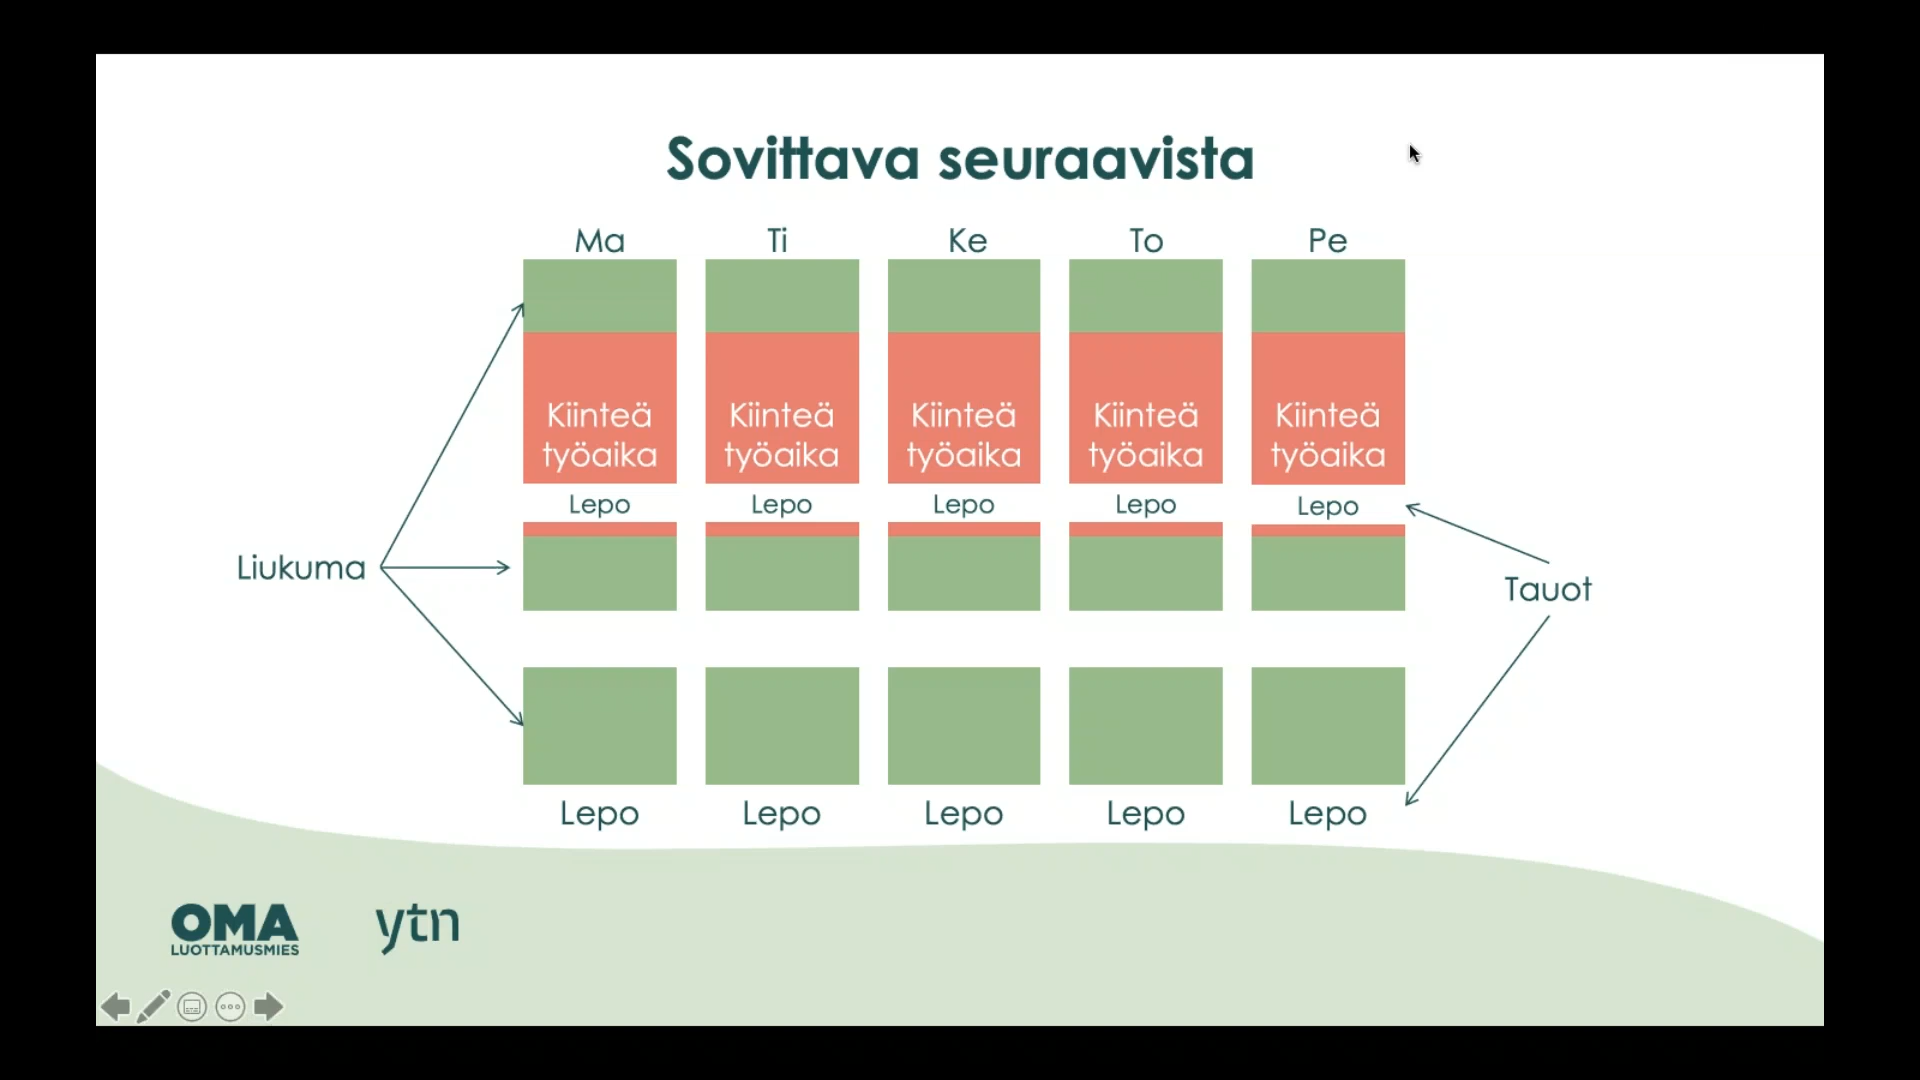 Sovittava seuraavista
Ma Ti Ke To Pe
Kiinteä työaika Kiinteä työaika Kiinteä työaika Kiinteä työaika Kiinteä työaika
Lepo Lepo Lepo Lepo Lepo
Liukuma
Tauot
Lepo Lepo Lepo Lepo Lepo
OMA
LUOTTAMUSMIES
ytn